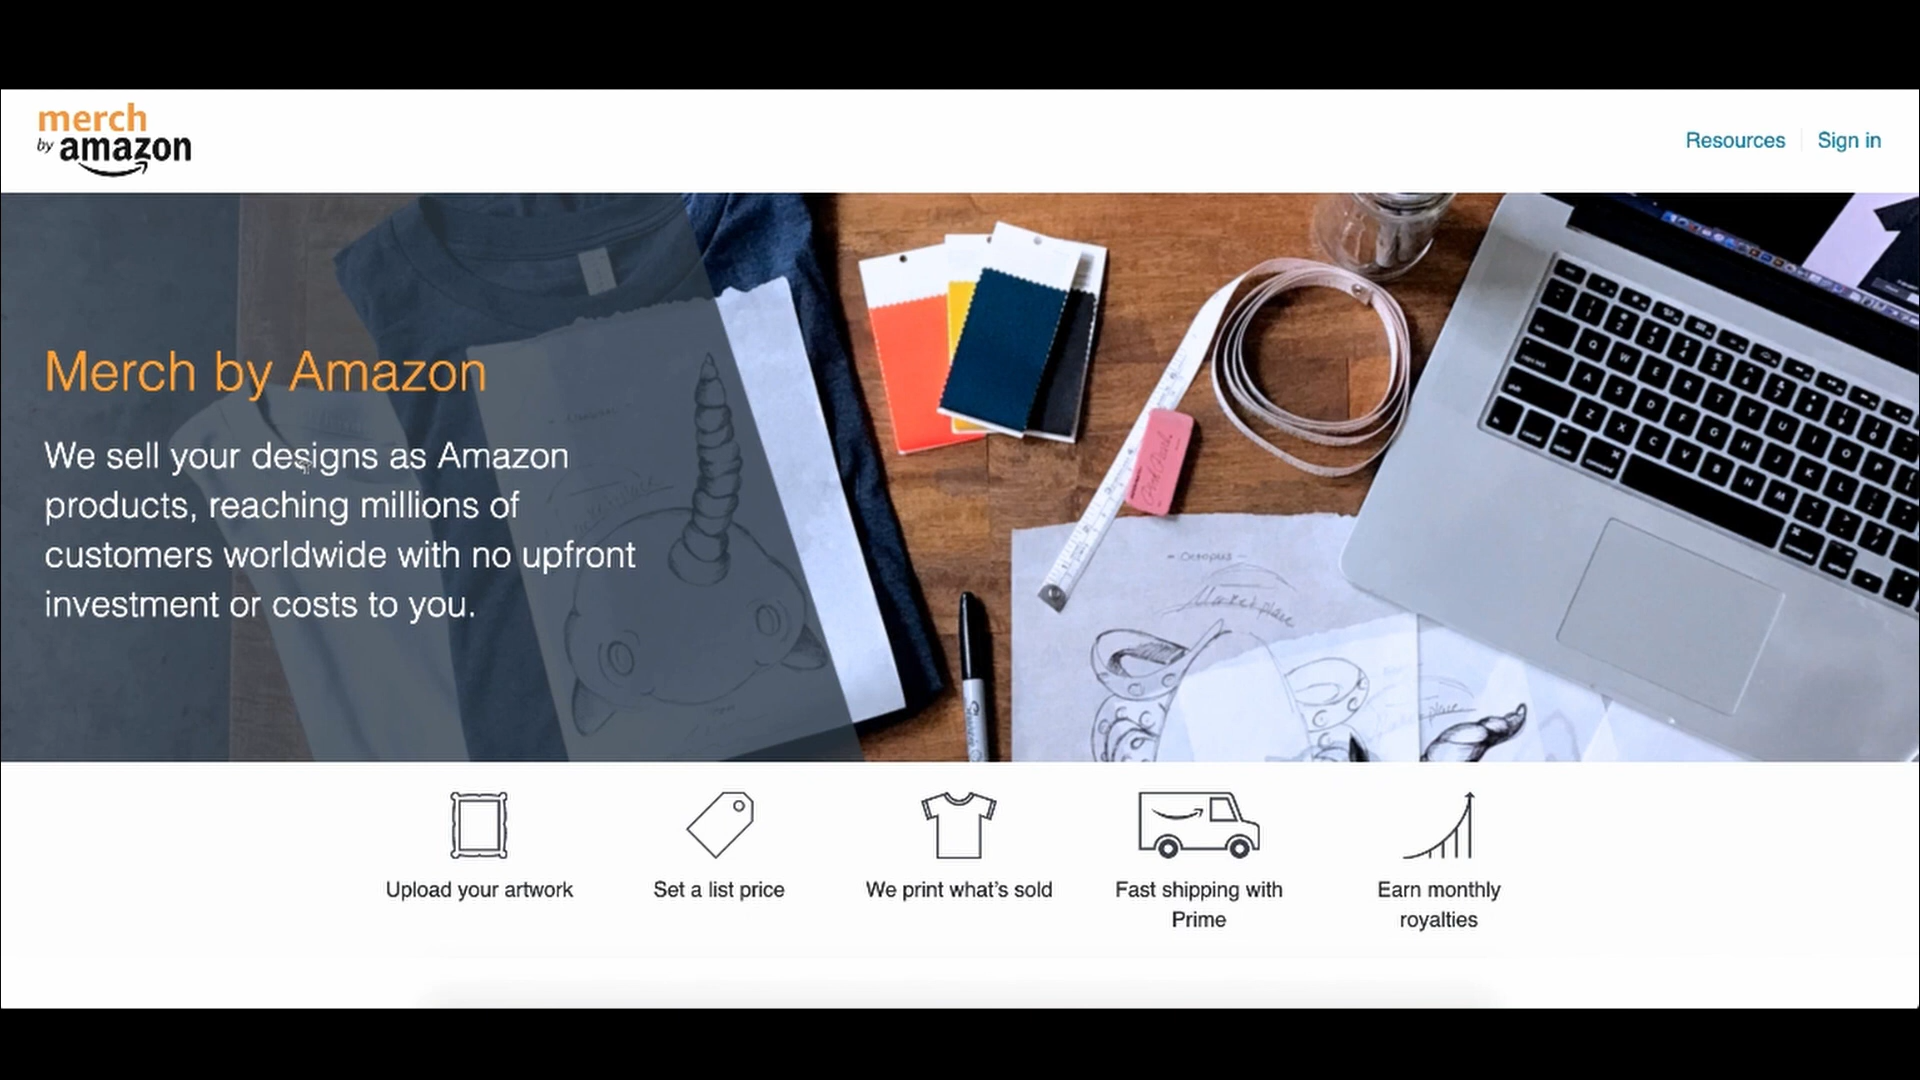 merch
by amazon
Resources
Sign in
Merch by Amazon
We sell your designs as Amazon
products, reaching millions of
customers worldwide with no upfront
investment or costs to you.
- Octopus -
Marketplace
Upload your artwork
Set a list price
We print what's sold
Fast shipping with
Prime
Earn monthly
royalties